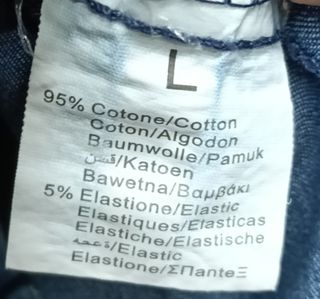 L
95% Cotone/Cotton
Coton/Algodon
Baumwolle/Pamuk
قطن/Katoen
Bawetna/Βαμβάκι
5% Elastione/Elastic
Elastiques/Elasticas
Elastiche/Elastische
/Elastic
Elastione/ΣΠanteΞ